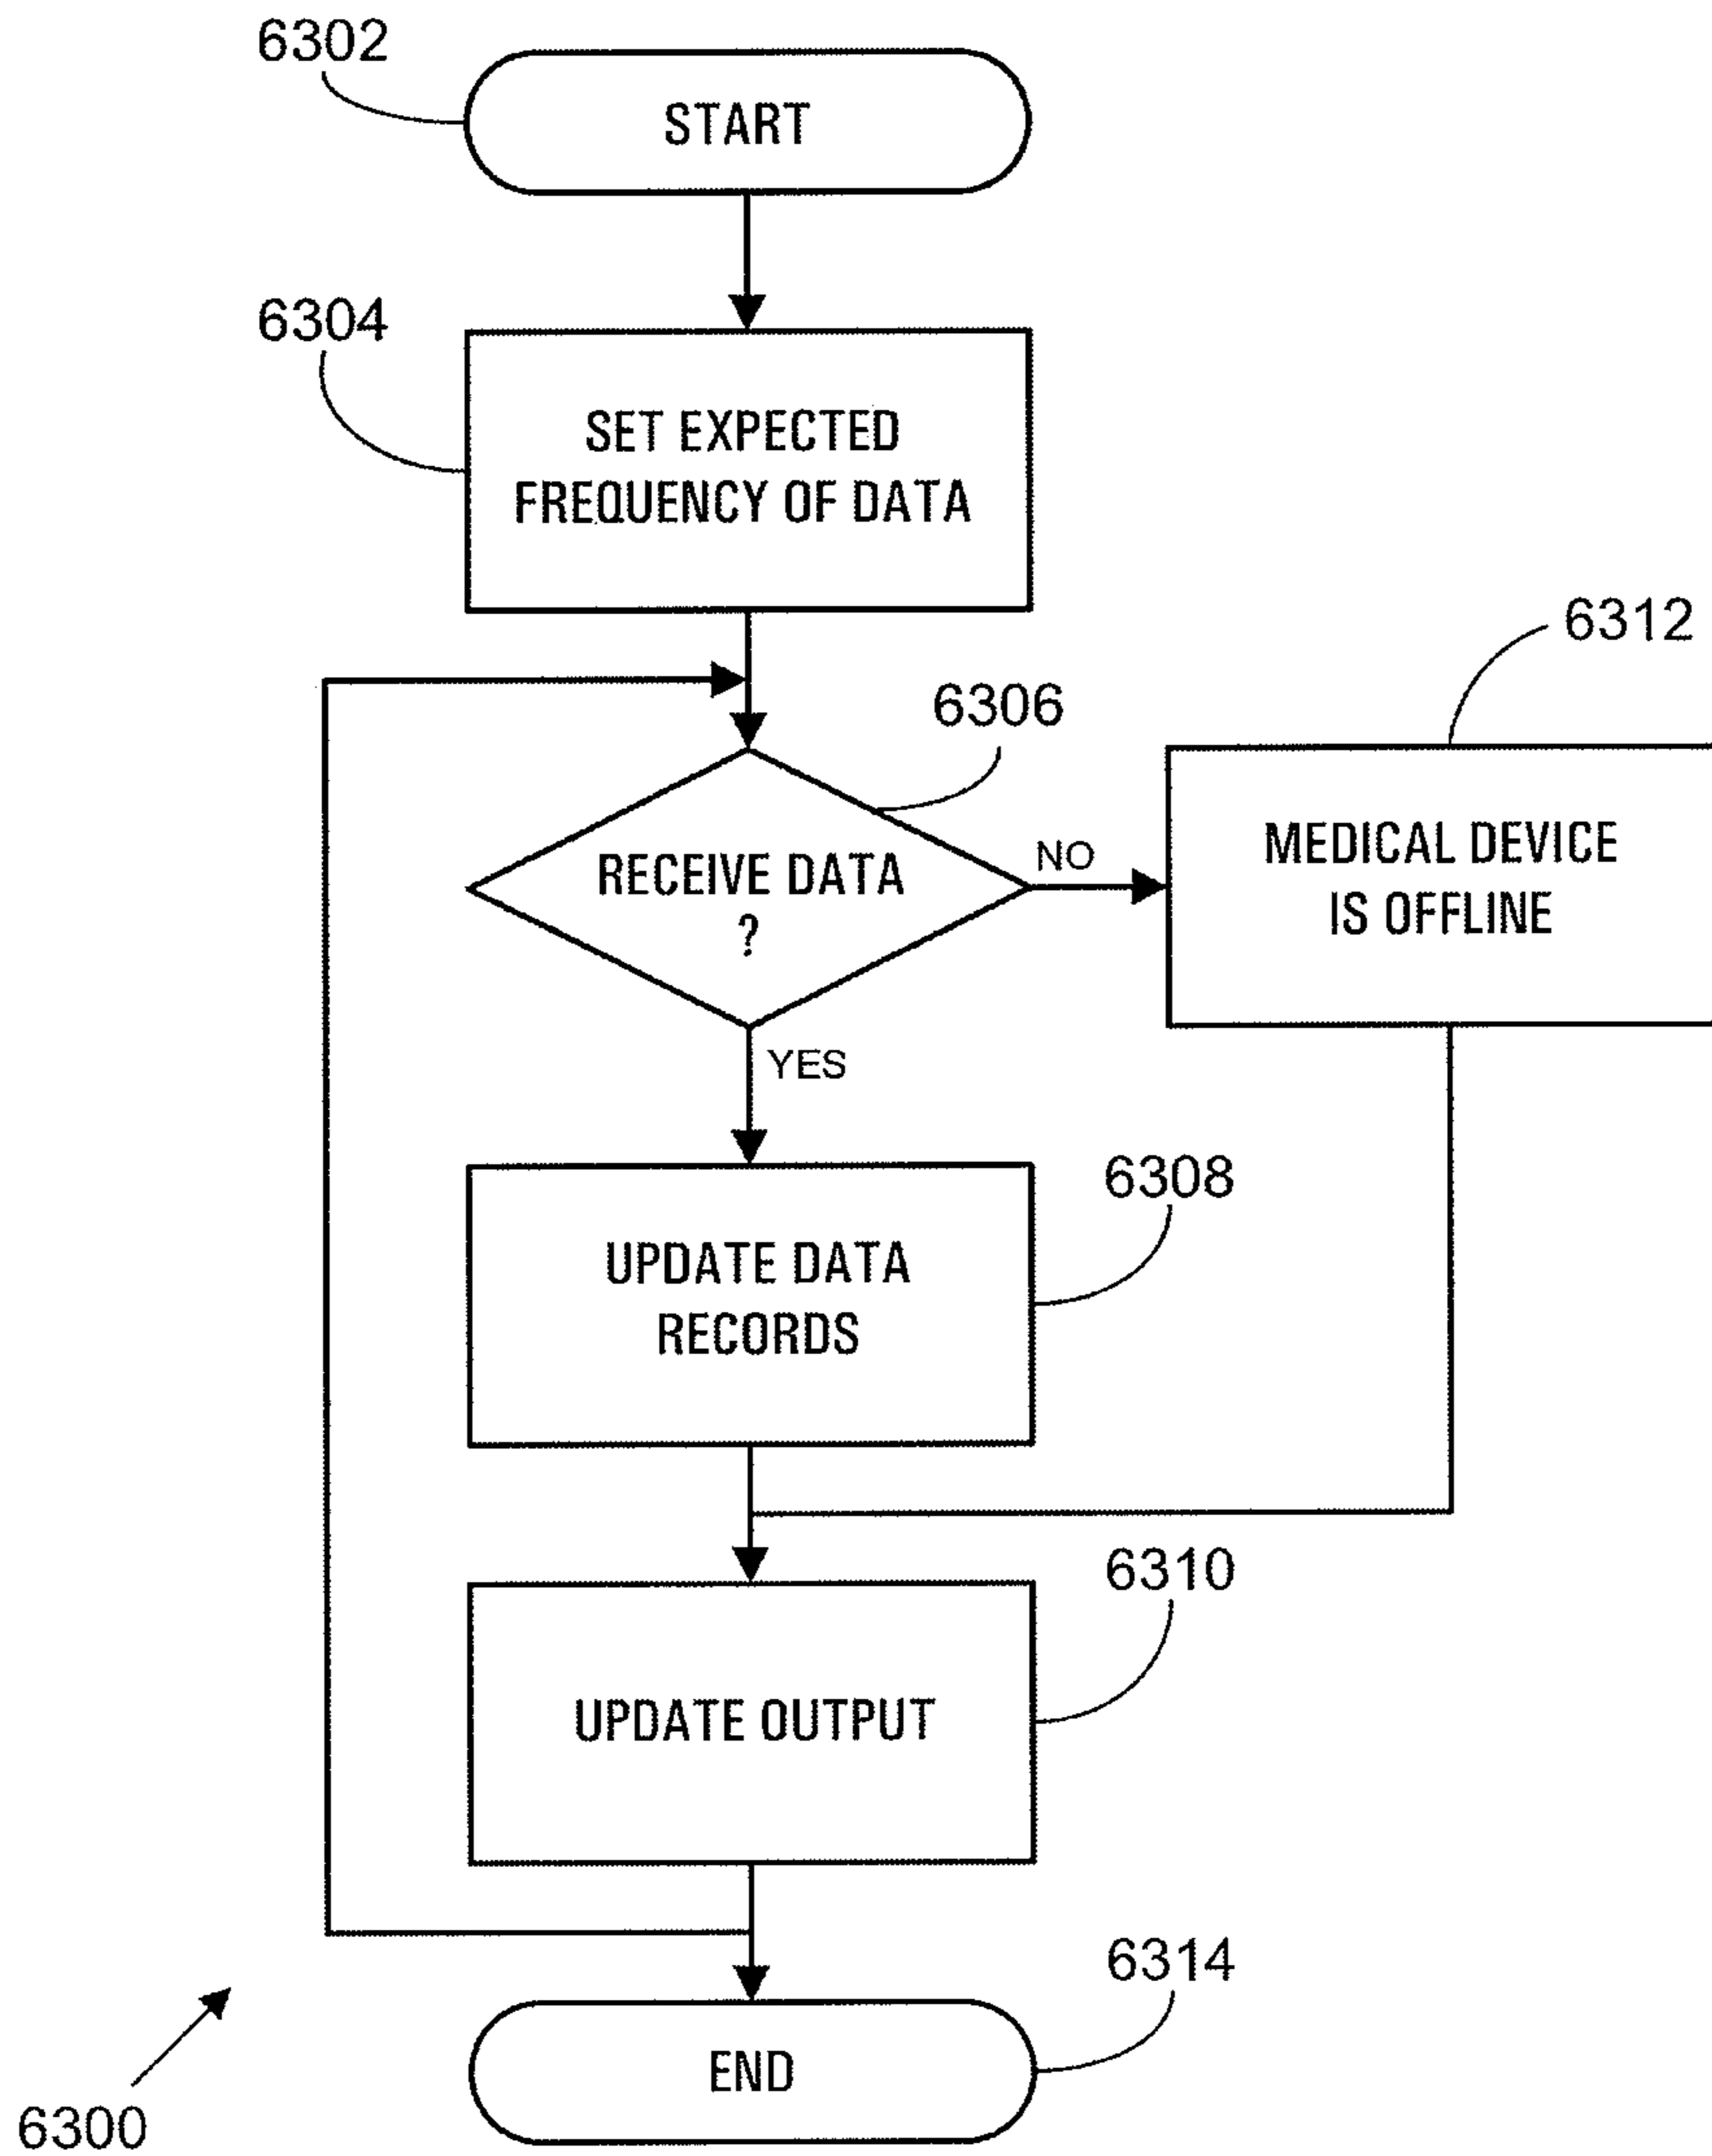 6302
START
6304
SET EXPECTED
FREQUENCY OF DATA
6312
6306
RECEIVE DATA
?
NO
MEDICAL DEVICE
IS OFFLINE
YES
6308
UPDATE DATA
RECORDS
6310
UPDATE OUTPUT
6314
END
6300